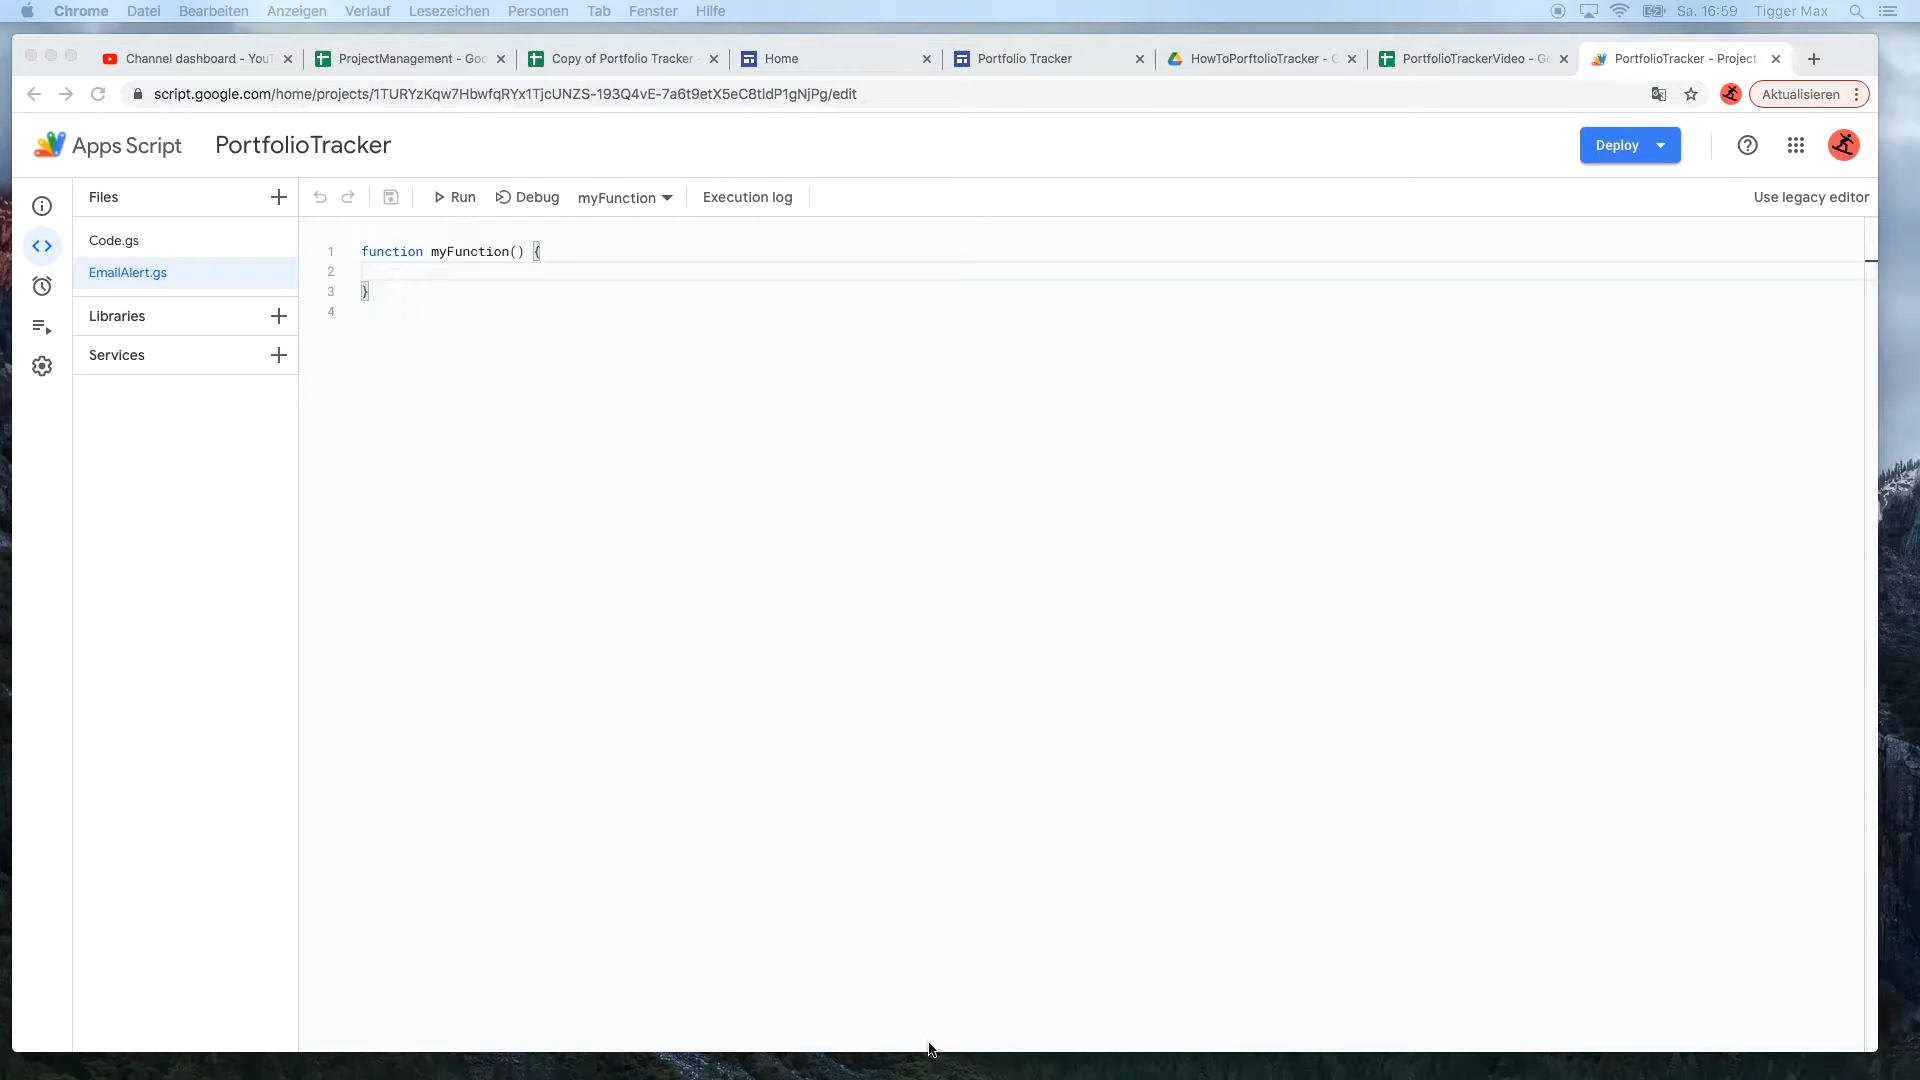 Chrome Datei Bearbeiten Anzeigen Verlauf Lesezeichen Personen Tab Fenster Hilfe Sa. 16:59 Tigger Max
Channel dashboard - YouT ProjectManagement - Goo Copy of Portfolio Tracker - Home Portfolio Tracker HowToPorftolioTracker - G PortfolioTrackerVideo - Go PortfolioTracker - Project
script.google.com/home/projects/1TURYzKqw7HbwfqRYx1TjcUNZS-193Q4vE-7a6t9etX5eC8tldP1gNjPg/edit Aktualisieren
Apps Script PortfolioTracker Deploy
Files Run Debug myFunction Execution log Use legacy editor
Code.gs
EmailAlert.gs
Libraries
Services
1 function myFunction() {
2
3 }
4